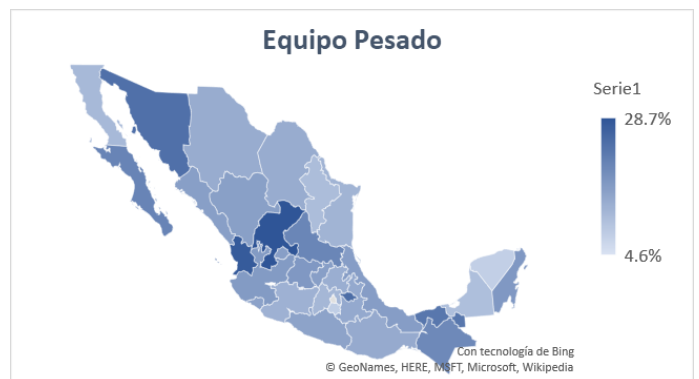 Equipo Pesado
Serie1
28.7%
4.6%
Con tecnología de Bing
© GeoNames, HERE, MSFT, Microsoft, Wikipedia